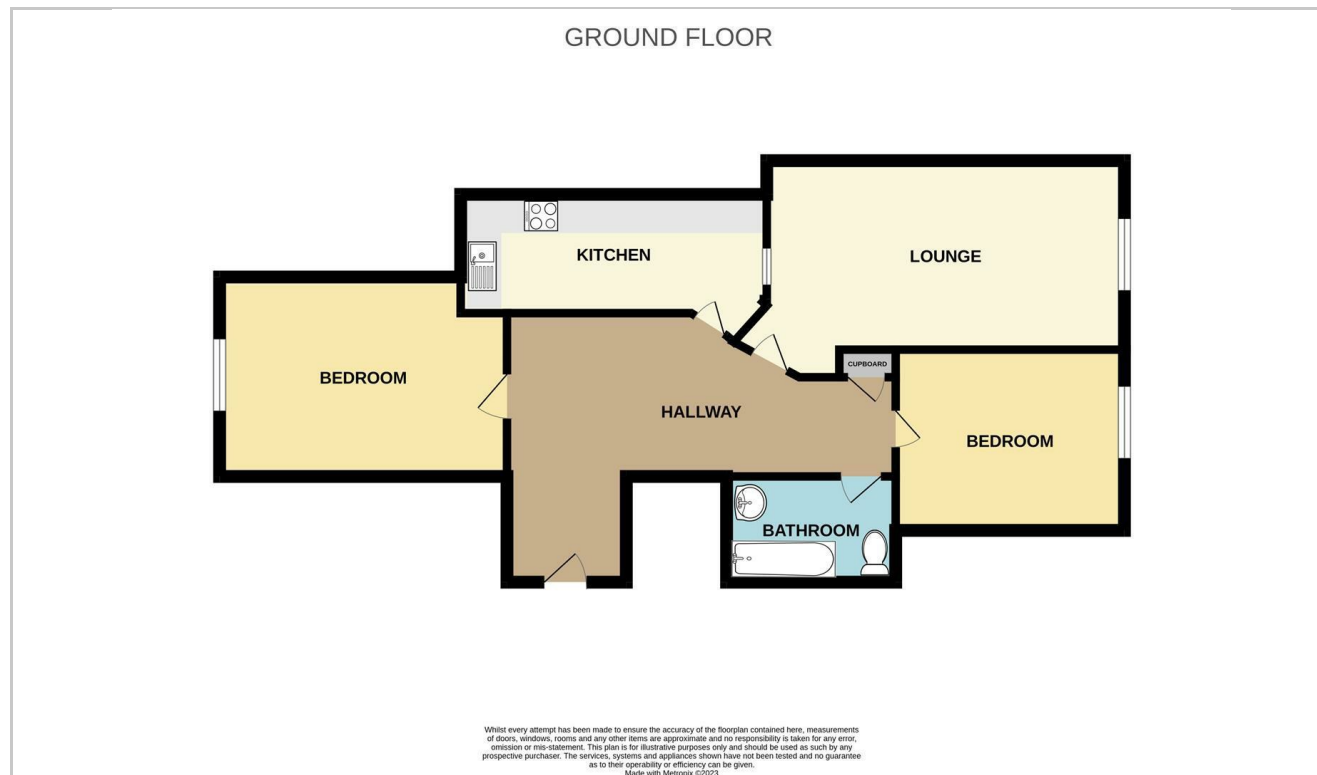 GROUND FLOOR
KITCHEN
LOUNGE
BEDROOM
CUPBOARD
HALLWAY
BEDROOM
BATHROOM
Whilst every attempt has been made to ensure the accuracy of the floorplan contained here, measurements
of doors, windows, rooms and any other items are approximate and no responsibility is taken for any error,
omission or mis-statement. This plan is for illustrative purposes only and should be used as such by any
prospective purchaser. The services, systems and appliances shown have not been tested and no guarantee
as to their operability or efficiency can be given.
Made with Metropix ©2023